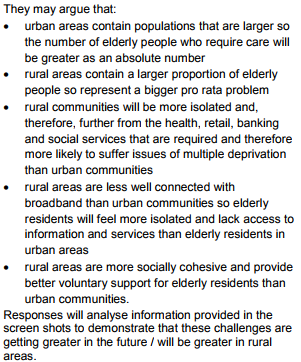 They may argue that:
• urban areas contain populations that are larger so
the number of elderly people who require care will
be greater as an absolute number
• rural areas contain a larger proportion of elderly
people so represent a bigger pro rata problem
• rural communities will be more isolated and,
therefore, further from the health, retail, banking
and social services that are required and therefore
more likely to suffer issues of multiple deprivation
than urban communities
• rural areas are less well connected with
broadband than urban communities so elderly
residents will feel more isolated and lack access to
information and services than elderly residents in
urban areas
• rural areas are more socially cohesive and provide
better voluntary support for elderly residents than
urban communities.
Responses will analyse information provided in the
screen shots to demonstrate that these challenges are
getting greater in the future / will be greater in rural
areas.